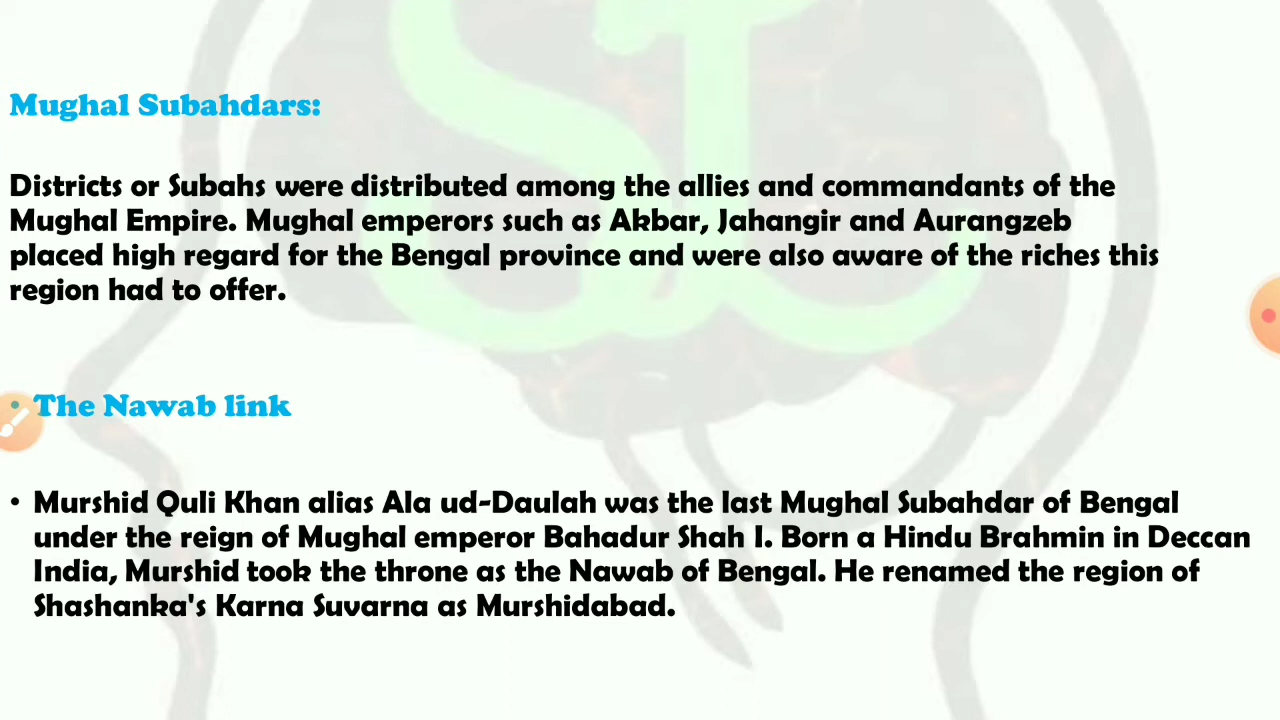 Mughal Subahdars:
Districts or Subahs were distributed among the allies and commandants of the
Mughal Empire. Mughal emperors such as Akbar, Jahangir and Aurangzeb
placed high regard for the Bengal province and were also aware of the riches this
region had to offer.
• The Nawab link
• Murshid Quli Khan alias Ala ud-Daulah was the last Mughal Subahdar of Bengal
under the reign of Mughal emperor Bahadur Shah I. Born a Hindu Brahmin in Deccan
India, Murshid took the throne as the Nawab of Bengal. He renamed the region of
Shashanka's Karna Suvarna as Murshidabad.